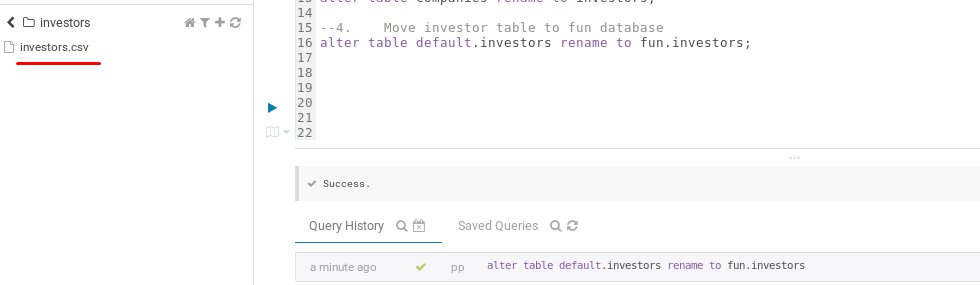 investors
investors.csv
13 alter table companies rename to investors;
14
15 --4. Move investor table to fun database
16 alter table default.investors rename to fun.investors;
17
18
19
20
21
22
Success.
Query History Saved Queries
a minute ago pp alter table default.investors rename to fun.investors